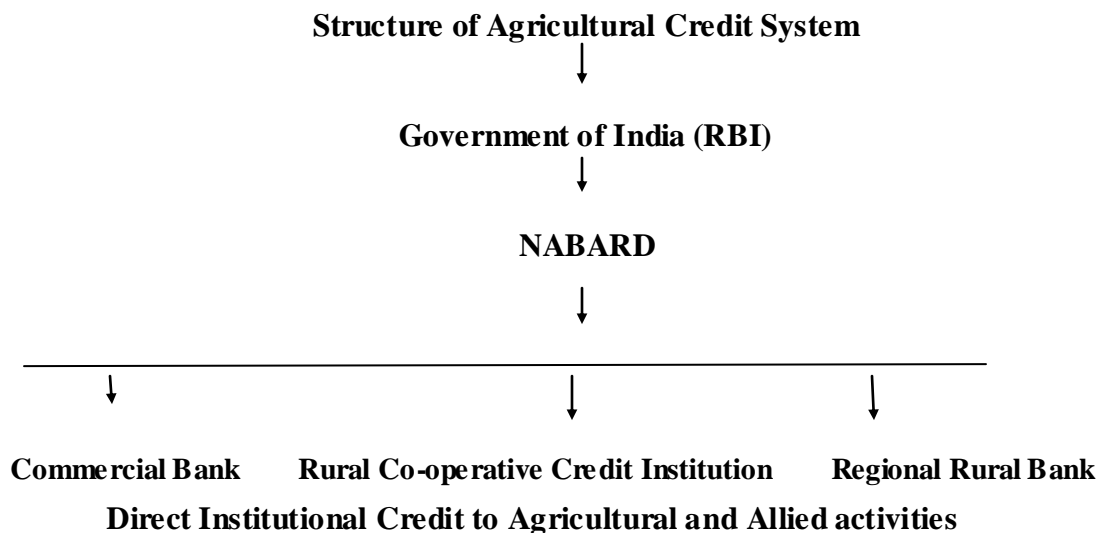 Structure of Agricultural Credit System
Government of India (RBI)
NABARD
Commercial Bank Rural Co-operative Credit Institution Regional Rural Bank
Direct Institutional Credit to Agricultural and Allied activities